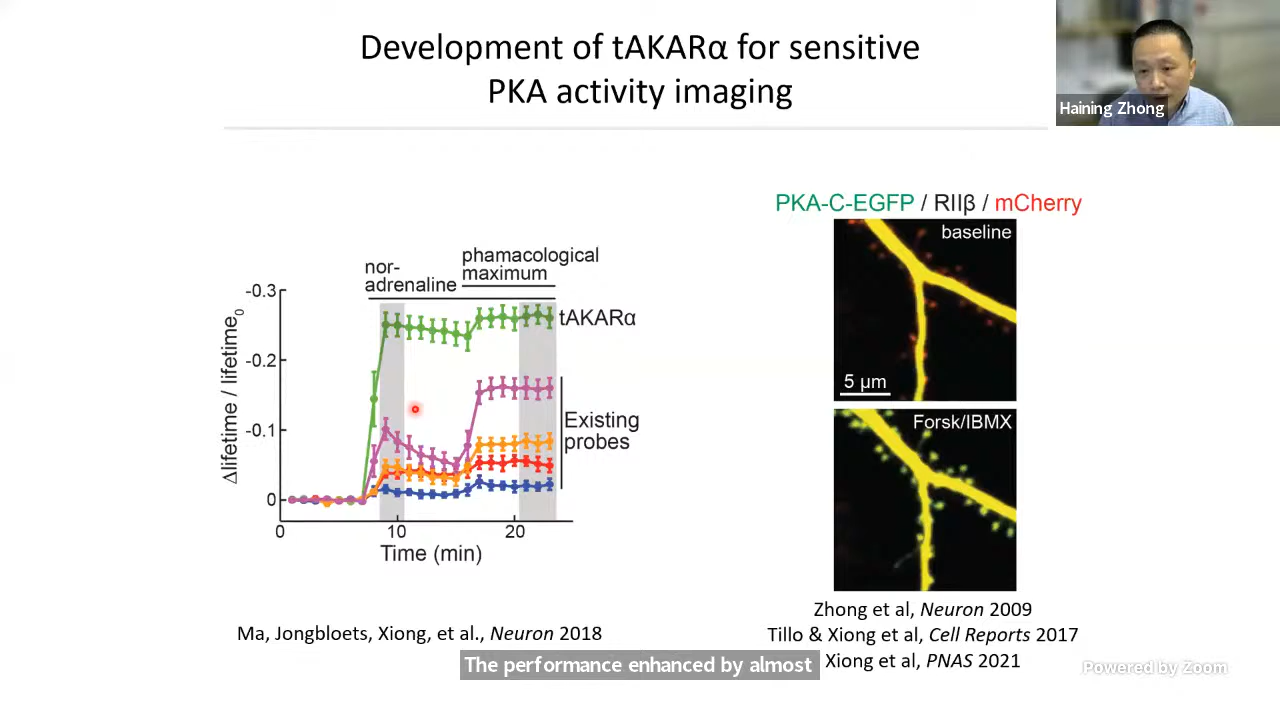 Development of tAKARα for sensitive
PKA activity imaging
Haining Zhong
PKA-C-EGFP / RIIβ / mCherry
baseline
5 µm
Forsk/IBMX
nor-
adrenaline
phamacological
maximum
-0.3
-0.2
-0.1
0
Δlifetime / lifetime0
tAKARα
Existing
probes
0
10
20
Time (min)
Ma, Jongbloets, Xiong, et al., Neuron 2018
Zhong et al, Neuron 2009
Tillo & Xiong et al, Cell Reports 2017
Xiong et al, PNAS 2021
The performance enhanced by almost
Powered by Zoom